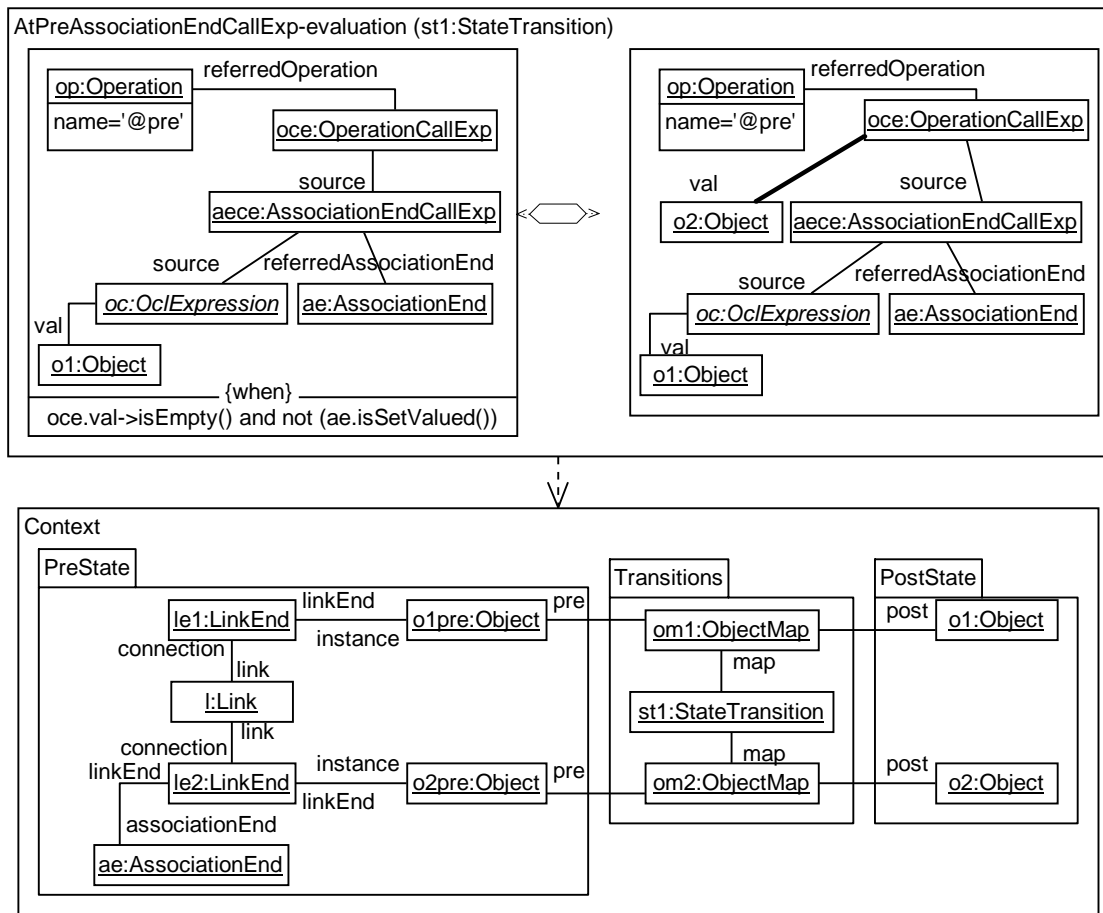 AtPreAssociationEndCallExp-evaluation (st1:StateTransition)
referredOperation
op:Operation
name='@pre'
oce:OperationCallExp
source
aece:AssociationEndCallExp
source
referredAssociationEnd
oc:OclExpression
ae:AssociationEnd
val
o1:Object
{when}
oce.val->isEmpty() and not (ae.isSetValued())
referredOperation
op:Operation
name='@pre'
oce:OperationCallExp
val
source
o2:Object
aece:AssociationEndCallExp
source
referredAssociationEnd
oc:OclExpression
ae:AssociationEnd
val
o1:Object
Context
PreState
linkEnd
le1:LinkEnd
o1pre:Object
instance
connection
link
l:Link
link
connection
linkEnd
le2:LinkEnd
instance
linkEnd
o2pre:Object
associationEnd
ae:AssociationEnd
pre
pre
Transitions
om1:ObjectMap
map
st1:StateTransition
map
om2:ObjectMap
PostState
post
o1:Object
post
o2:Object